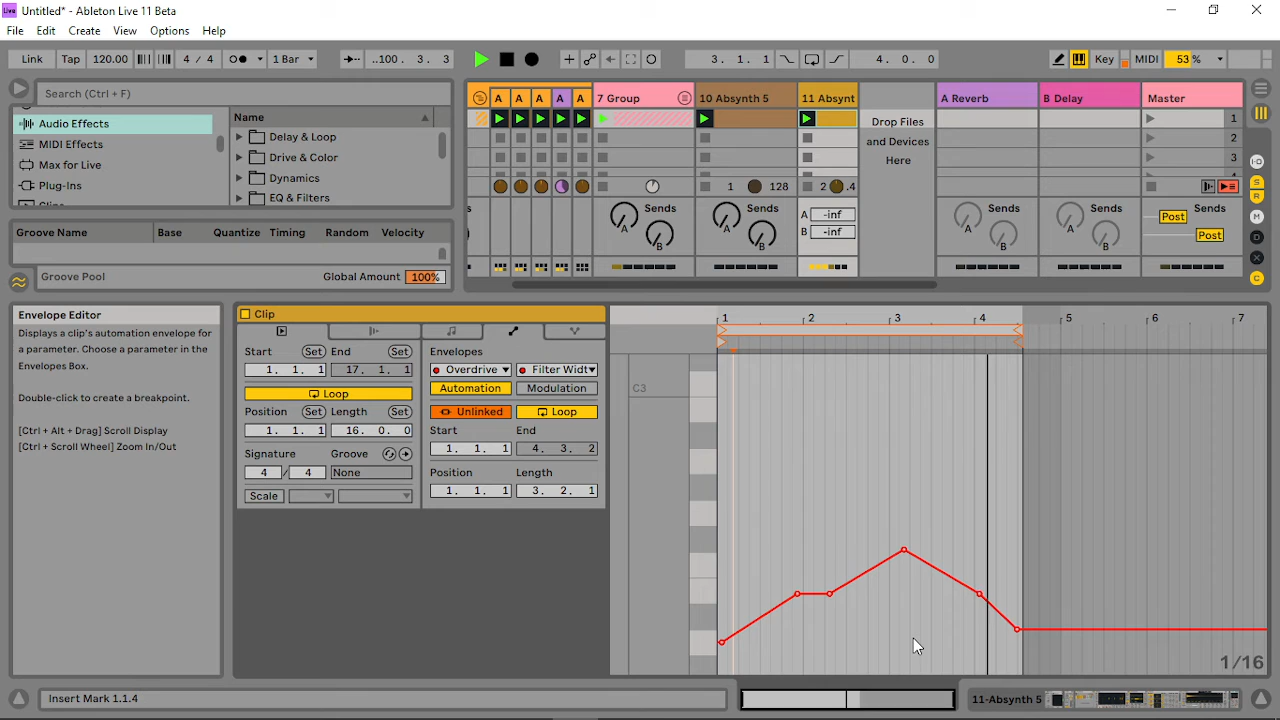 Untitled* - Ableton Live 11 Beta
File Edit Create View Options Help
Link Tap 120.00 4 / 4 1 Bar ..100. 3. 3 3. 1. 1 4. 0. 0 Key MIDI 53 %
Search (Ctrl + F)
Audio Effects
MIDI Effects
Max for Live
Plug-Ins
Name
Delay & Loop
Drive & Color
Dynamics
EQ & Filters
Groove Name Base Quantize Timing Random Velocity
Groove Pool Global Amount 100%
A A A A A 7 Group 10 Absynth 5 11 Absynt A Reverb B Delay Master
Drop Files
and Devices
Here
1
2
3
1 128 2 .4
Sends Sends Sends Sends Sends
A B A B A -inf A B A B Post
B -inf Post
I-O
S
R
M
D
X
C
Envelope Editor
Displays a clip's automation envelope for
a parameter. Choose a parameter in the
Envelopes Box.
Double-click to create a breakpoint.
[Ctrl + Alt + Drag] Scroll Display
[Ctrl + Scroll Wheel] Zoom In/Out
Clip
Start Set End Set
1. 1. 1 17. 1. 1
Loop
Position Set Length Set
1. 1. 1 16. 0. 0
Signature Groove
4 / 4 None
Scale
Envelopes
Overdrive Filter Widt
Automation Modulation
Unlinked Loop
Start End
1. 1. 1 4. 3. 2
Position Length
1. 1. 1 3. 2. 1
1 2 3 4 5 6 7
C3
1/16
Insert Mark 1.1.4
11-Absynth 5